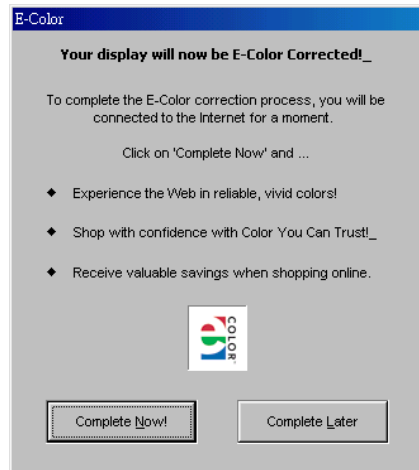 E-Color
Your display will now be E-Color Corrected!_
To complete the E-Color correction process, you will be
connected to the Internet for a moment.
Click on 'Complete Now' and ...
◆ Experience the Web in reliable, vivid colors!
◆ Shop with confidence with Color You Can Trust!_
◆ Receive valuable savings when shopping online.
COLOR
Complete Now!
Complete Later